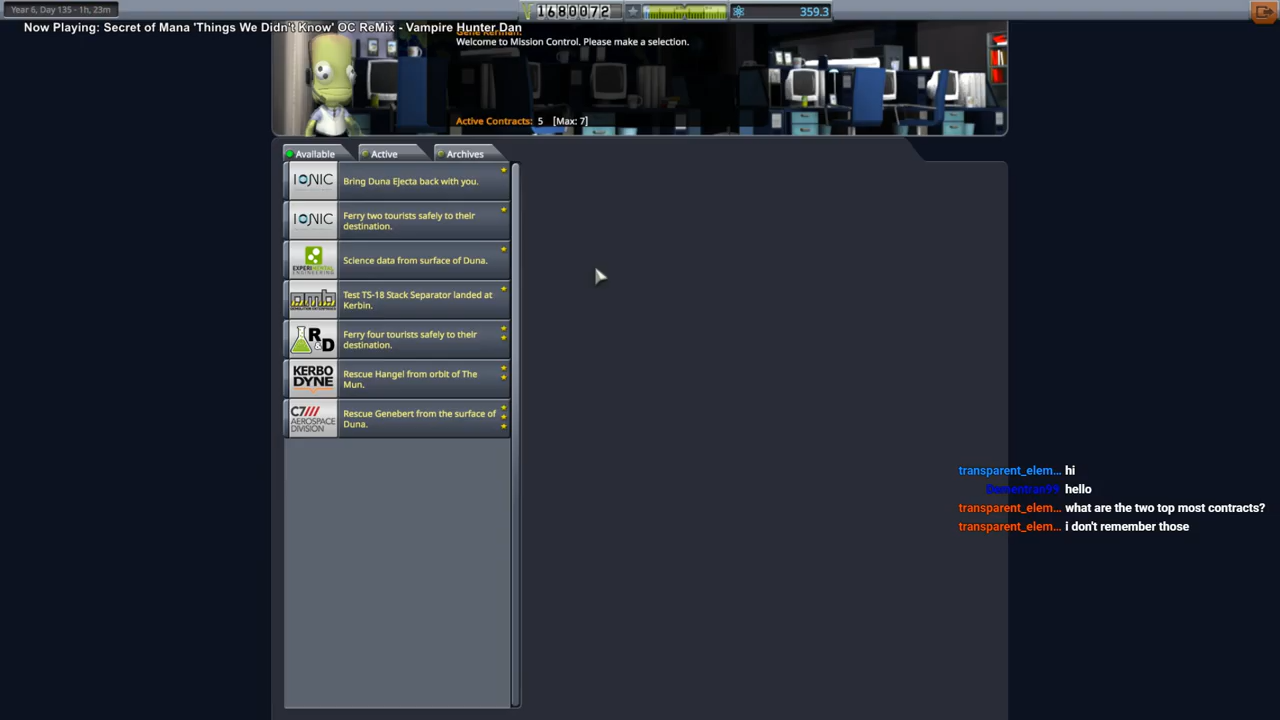 Year 6, Day 135 - 1h, 23m
1680072
359.3
Now Playing: Secret of Mana 'Things We Didn't Know' OC ReMix - Vampire Hunter Dan
Gene Kerman:
Welcome to Mission Control. Please make a selection.
Active Contracts: 5 [Max: 7]
Available
Active
Archives
IONIC
Bring Duna Ejecta back with you.
IONIC
Ferry two tourists safely to their
destination.
EXPERIMENTAL
ENGINEERING
Science data from surface of Duna.
Test TS-18 Stack Separator landed at
Kerbin.
R&D
Ferry four tourists safely to their
destination.
KERBO
DYNE
Rescue Hangel from orbit of The
Mun.
C7///
AEROSPACE
DIVISION
Rescue Genebert from the surface of
Duna.
transparent_elem... hi
hello
transparent_elem... what are the two top most contracts?
transparent_elem... i don't remember those